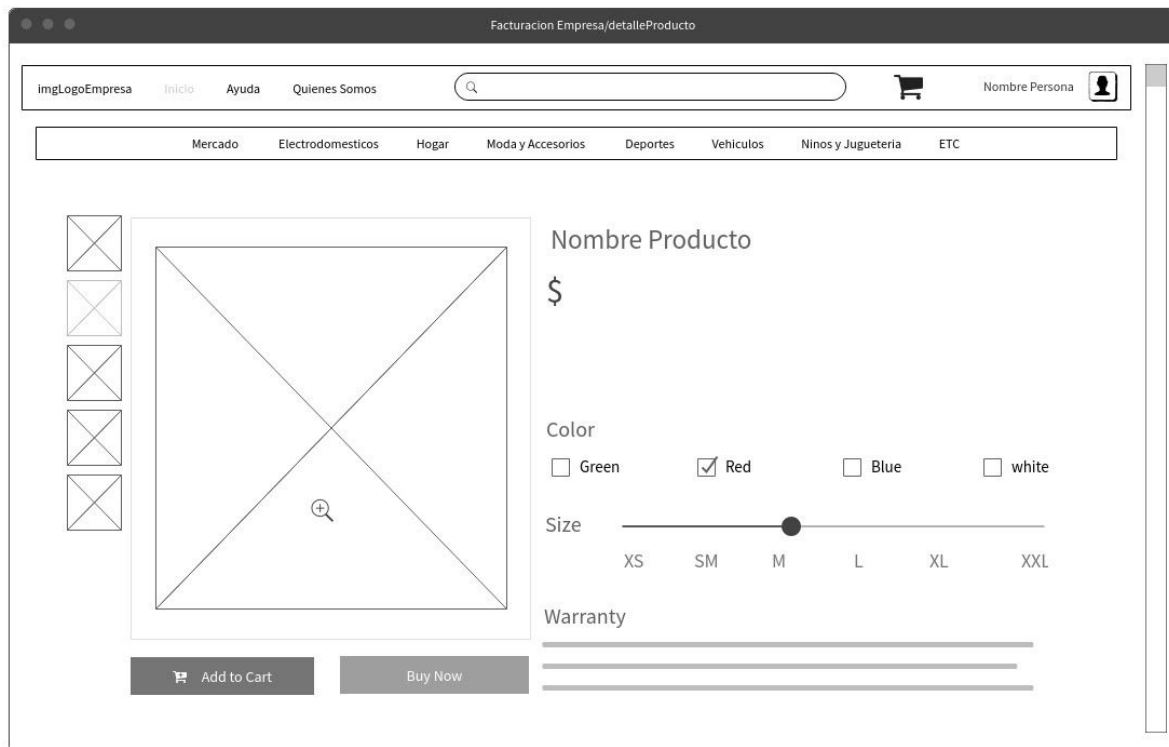 Facturacion Empresa/detalleProducto
imgLogoEmpresa Inicio Ayuda Quienes Somos Nombre Persona
Mercado Electrodomesticos Hogar Moda y Accesorios Deportes Vehiculos Ninos y Jugueteria ETC
Nombre Producto
$
Color
Green Red Blue white
Size
XS SM M L XL XXL
Warranty
Add to Cart Buy Now